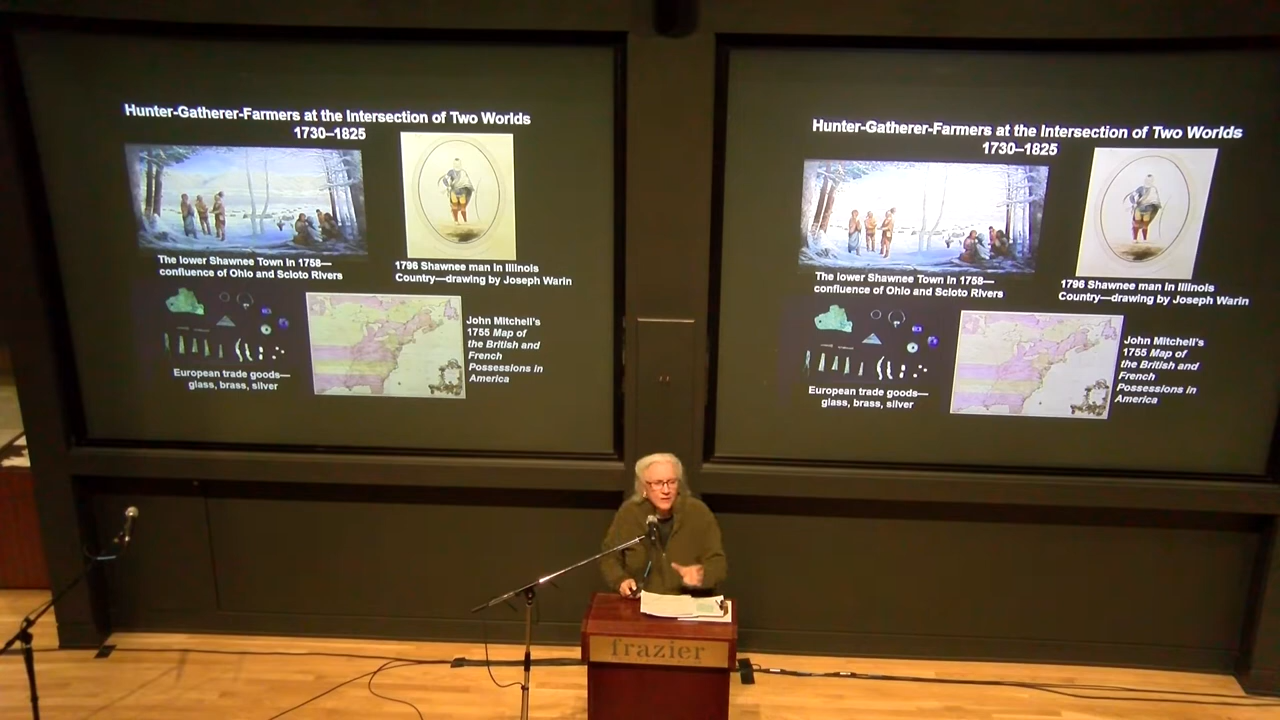 Hunter-Gatherer-Farmers at the Intersection of Two Worlds
1730–1825
The lower Shawnee Town in 1758—
confluence of Ohio and Scioto Rivers
1796 Shawnee man in Illinois
Country—drawing by Joseph Warin
European trade goods—
glass, brass, silver
John Mitchell's
1755 Map of
the British and
French
Possessions in
America
Hunter-Gatherer-Farmers at the Intersection of Two Worlds
1730–1825
The lower Shawnee Town in 1758—
confluence of Ohio and Scioto Rivers
1796 Shawnee man in Illinois
Country—drawing by Joseph Warin
European trade goods—
glass, brass, silver
John Mitchell's
1755 Map of
the British and
French
Possessions in
America
frazier